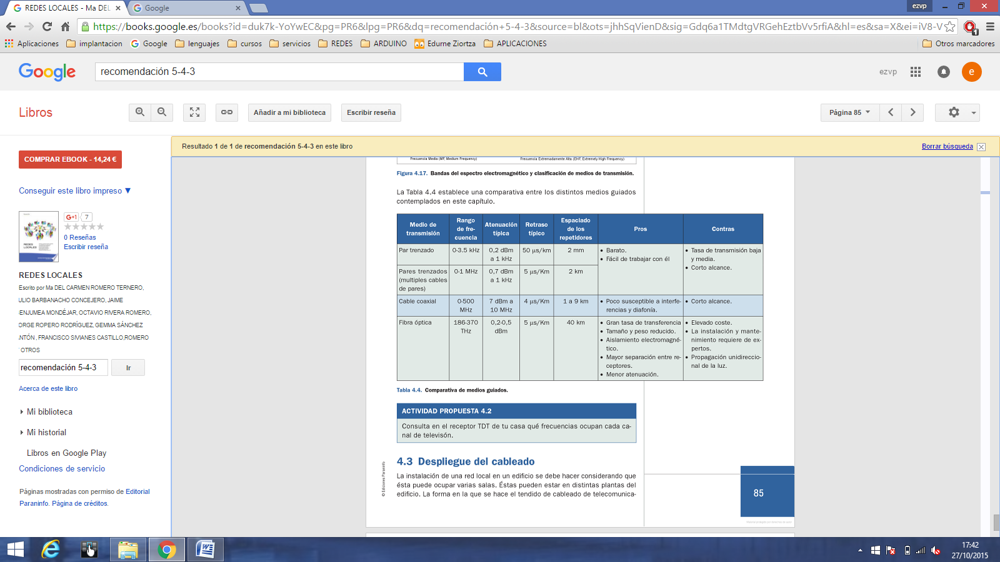 REDES LOCALES - Ma DEL
Google
ezvp
https://books.google.es/books?id=duk7k-YoYwEC&pg=PR6&lpg=PR6&dq=recomendación+5-4-3&source=bl&ots=jhhSqVienD&sig=Gdq6a1TMdtgVRGehEztbVv5rfiA&hl=es&sa=X&ei=iV8-V
1
Aplicaciones implantacion Google lenguajes cursos servicios REDES ARDUINO Edurne Ziortza APLICACIONES Otros marcadores
Google
recomendación 5-4-3
ezvp
e
Libros
Añadir a mi biblioteca
Escribir reseña
Página 85
Resultado 1 de 1 de recomendación 5-4-3 en este libro
Borrar búsqueda
COMPRAR EBOOK - 14,24 €
Conseguir este libro impreso ▼
G+1 7
0 Reseñas
Escribir reseña
REDES LOCALES
REDES LOCALES
Escrito por Ma DEL CARMEN ROMERO TERNERO,
ULIO BARBANACHO CONCEJERO, JAIME
ENJUMEA MONDÉJAR, OCTAVIO RIVERA ROMERO,
ORGE ROPERO RODRÍGUEZ, GEMMA SÁNCHEZ
ANTÓN , FRANCISCO SIVIANES CASTILLO,ROMERO
OTROS
recomendación 5-4-3
Ir
Acerca de este libro
Mi biblioteca
Mi historial
Libros en Google Play
Condiciones de servicio
Páginas mostradas con permiso de Editorial
Paraninfo. Página de créditos.
Frecuencia Media (MF, Medium Frequency)
Frecuencia Extremadamente Alta (EHF, Extremely High Frequency)
Figura 4.17. Bandas del espectro electromagnético y clasificación de medios de transmisión.
La Tabla 4.4 establece una comparativa entre los distintos medios guiados
contemplados en este capítulo.
Medio de
transmisión
Rango
de fre-
cuencia
Atenuación
típica
Retraso
típico
Espaciado
de los
repetidores
Pros
Contras
Par trenzado
0-3.5 kHz
0,2 dBm
a 1 kHz
50 µs/km
2 mm
• Barato.
• Fácil de trabajar con él
• Tasa de transmisión baja
y media.
• Corto alcance.
Pares trenzados
(multiples cables
de pares)
0-1 MHz
0,7 dBm
a 1 kHz
5 µs/Km
2 km
Cable coaxial
0-500
MHz
7 dBm a
10 MHz
4 µs/Km
1 a 9 km
• Poco susceptible a interfe-
rencias y diafonía.
• Corto alcance.
Fibra óptica
186-370
THz
0,2-0,5
dBm
5 µs/Km
40 km
• Gran tasa de transferencia
• Tamaño y peso reducido.
• Aislamiento electromagné-
tico.
• Mayor separación entre re-
ceptores.
• Menor atenuación.
• Elevado coste.
• La instalación y mante-
nimiento requiere de ex-
pertos.
• Propagación unidireccio-
nal de la luz.
Tabla 4.4. Comparativa de medios guiados.
ACTIVIDAD PROPUESTA 4.2
Consulta en el receptor TDT de tu casa qué frecuencias ocupan cada ca-
nal de televisón.
4.3 Despliegue del cableado
La instalación de una red local en un edificio se debe hacer considerando que
ésta puede ocupar varias salas. Éstas pueden estar en distintas plantas del
edificio. La forma en la que se hace el tendido de cableado de telecomunica-
© Ediciones Paraninfo
85
17:42
27/10/2015